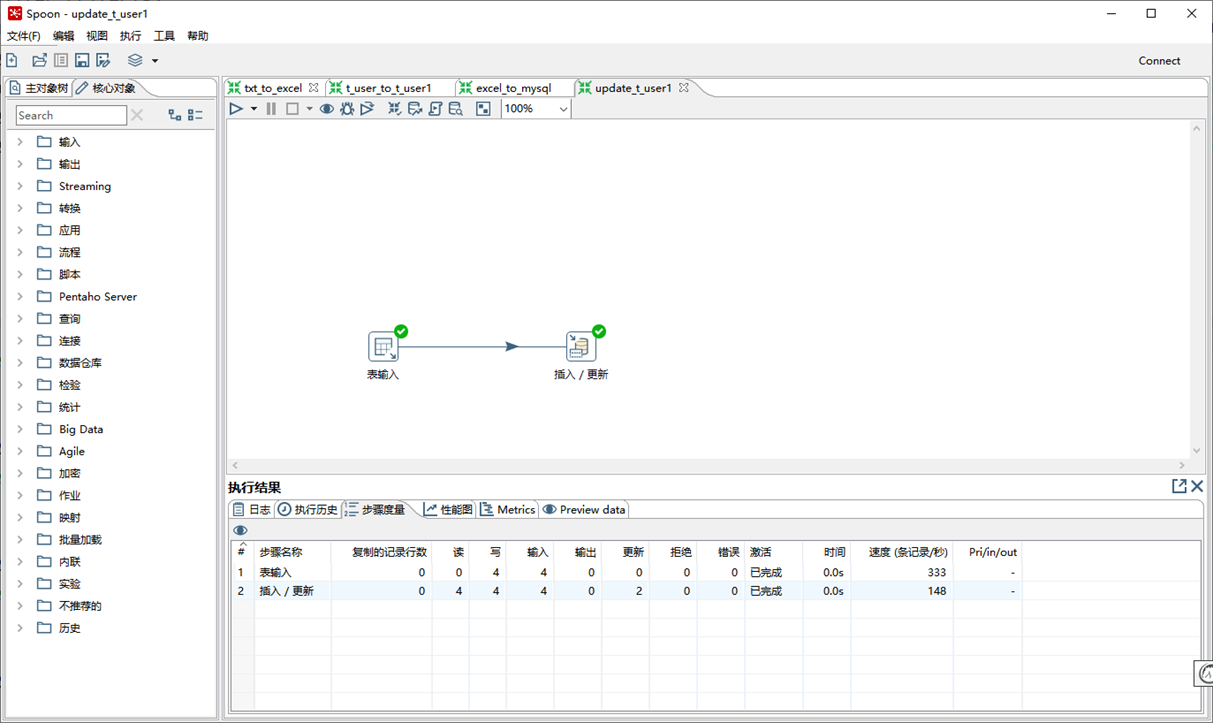 Spoon - update_t_user1
文件(F) 编辑 视图 执行 工具 帮助
Connect
主对象树 核心对象
txt_to_excel t_user_to_t_user1 excel_to_mysql update_t_user1
Search
100%
输入
输出
Streaming
转换
应用
流程
脚本
Pentaho Server
查询
连接
数据仓库
检验
统计
Big Data
Agile
加密
作业
映射
批量加载
内联
实验
不推荐的
历史
表输入 插入 / 更新
执行结果
日志 执行历史 步骤度量 性能图 Metrics Preview data
# 步骤名称 复制的记录行数 读 写 输入 输出 更新 拒绝 错误 激活 时间 速度 (条记录/秒) Pri/in/out
1 表输入 0 0 4 4 0 0 0 0 已完成 0.0s 333 -
2 插入 / 更新 0 4 4 4 0 2 0 0 已完成 0.0s 148 -